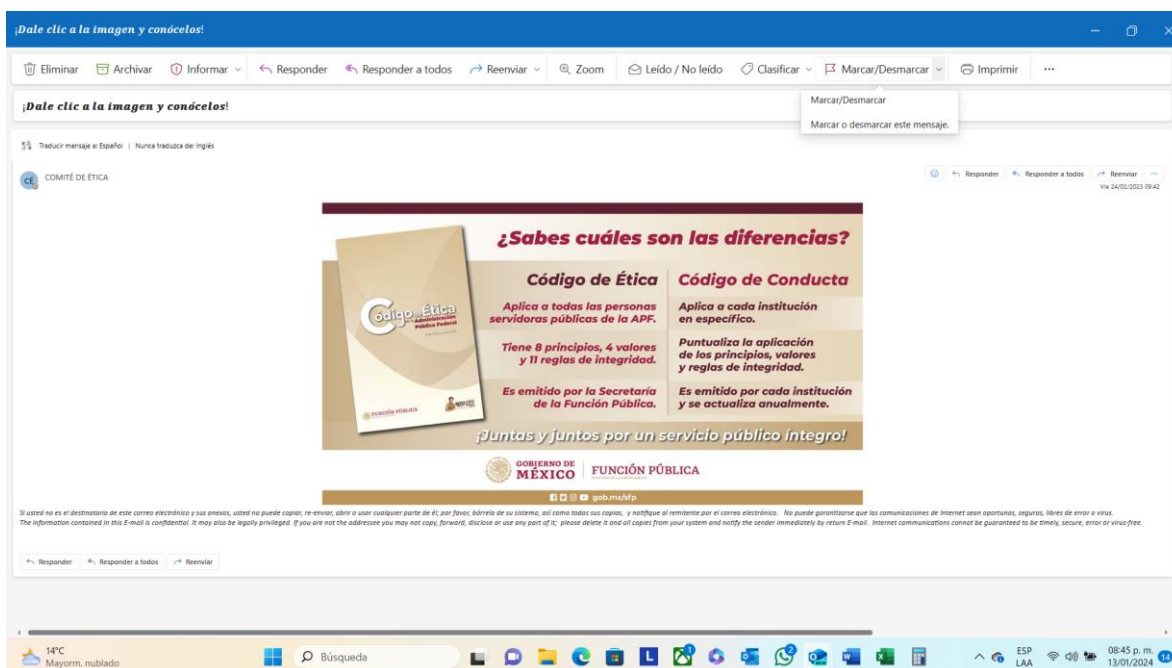 ¡Dale clic a la imagen y conócelos!
Eliminar Archivar Informar Responder Responder a todos Reenviar Zoom Leído / No leído Clasificar Marcar/Desmarcar Imprimir ...
¡Dale clic a la imagen y conócelos!
Marcar/Desmarcar
Marcar o desmarcar este mensaje.
Traducir mensaje a: Español | Nunca traduzca de: Inglés
CÉ COMITÉ DE ÉTICA
Responder Responder a todos Reenviar ...
Vie 24/02/2023 09:42
¿Sabes cuáles son las diferencias?
Código de Ética
Administración
Pública Federal
FUNCIÓN PÚBLICA
Código de Ética
Aplica a todas las personas
servidoras públicas de la APF.
Tiene 8 principios, 4 valores
y 11 reglas de integridad.
Es emitido por la Secretaría
de la Función Pública.
Código de Conducta
Aplica a cada institución
en específico.
Puntualiza la aplicación
de los principios, valores
y reglas de integridad.
Es emitido por cada institución
y se actualiza anualmente.
¡Juntas y juntos por un servicio público íntegro!
GOBIERNO DE
MÉXICO
FUNCIÓN PÚBLICA
gob.mx/sfp
Si usted no es el destinatario de este correo electrónico y sus anexos, usted no puede copiar, re-enviar, abrir o usar cualquier parte de él; por favor, bórrela de su sistema, así como todas sus copias, y notifique al remitente por el correo electrónico. No puede garantizarse que las comunicaciones de Internet sean oportunas, seguras, libres de error o virus.
The information contained in this E-mail is confidential. It may also be legally privileged. If you are not the addressee you may not copy, forward, disclose or use any part of it; please delete it and all copies from your system and notify the sender immediately by return E-mail. Internet communications cannot be guaranteed to be timely, secure, error or virus-free.
Responder Responder a todos Reenviar
14°C
Mayorm. nublado
Búsqueda
ESP
LAA
08:45 p. m.
13/01/2024
14